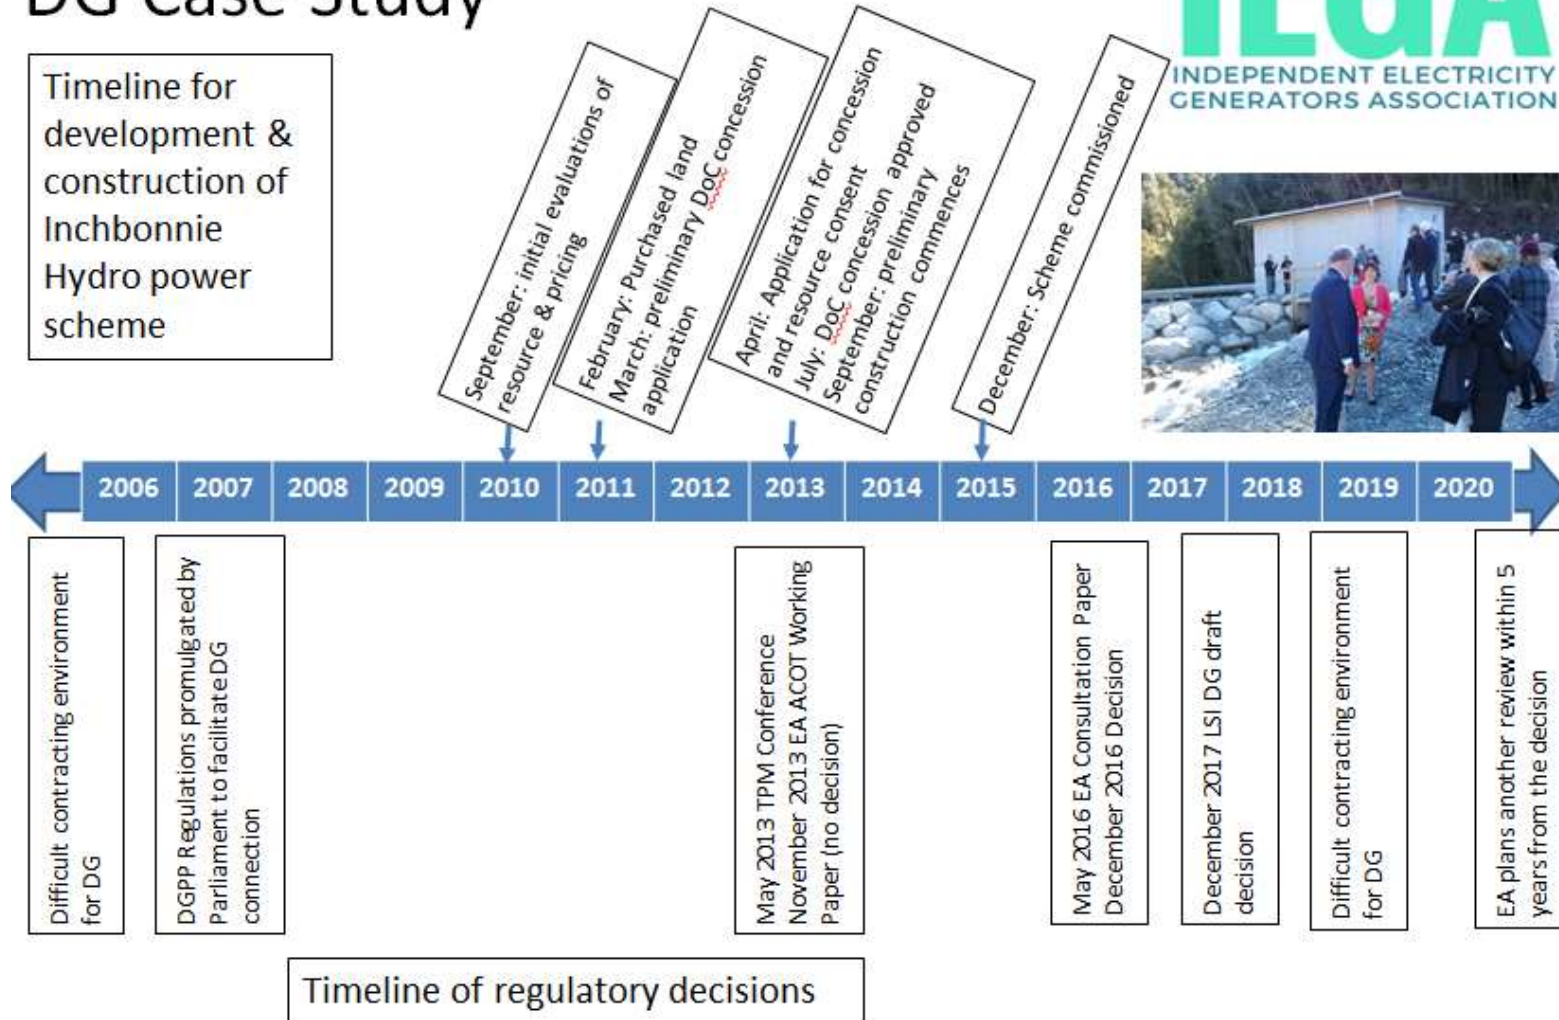 DG Case Study
IEGA
INDEPENDENT ELECTRICITY
GENERATORS ASSOCIATION
Timeline for
development &
construction of
Inchbonnie
Hydro power
scheme
September: initial evaluations of
resource & pricing
February: Purchased land
March: preliminary DoC concession
application
April: Application for concession
and resource consent
July: DoC concession approved
September: preliminary
construction commences
December: Scheme commissioned
2006 2007 2008 2009 2010 2011 2012 2013 2014 2015 2016 2017 2018 2019 2020
Difficult contracting environment
for DG
DGPP Regulations promulgated by
Parliament to facilitate DG
connection
May 2013 TPM Conference
November 2013 EA ACOT Working
Paper (no decision)
May 2016 EA Consultation Paper
December 2016 Decision
December 2017 LSI DG draft
decision
Difficult contracting environment
for DG
EA plans another review within 5
years from the decision
Timeline of regulatory decisions